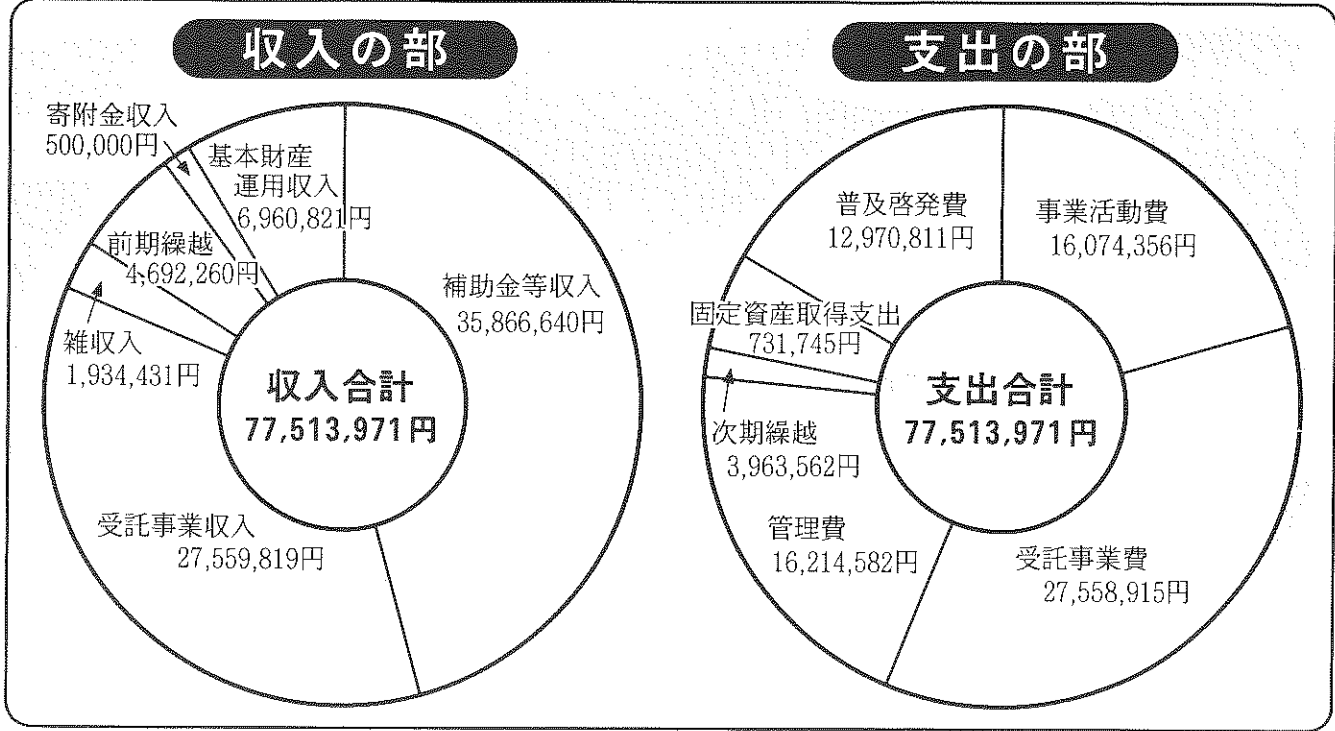 収入の部
寄附金収入
500,000円
基本財産
運用収入
6,960,821円
前期繰越
4,692,260円
雑収入
1,934,431円
補助金等収入
35,866,640円
収入合計
77,513,971円
受託事業収入
27,559,819円
支出の部
普及啓発費
12,970,811円
事業活動費
16,074,356円
固定資産取得支出
731,745円
次期繰越
3,963,562円
支出合計
77,513,971円
管理費
16,214,582円
受託事業費
27,558,915円